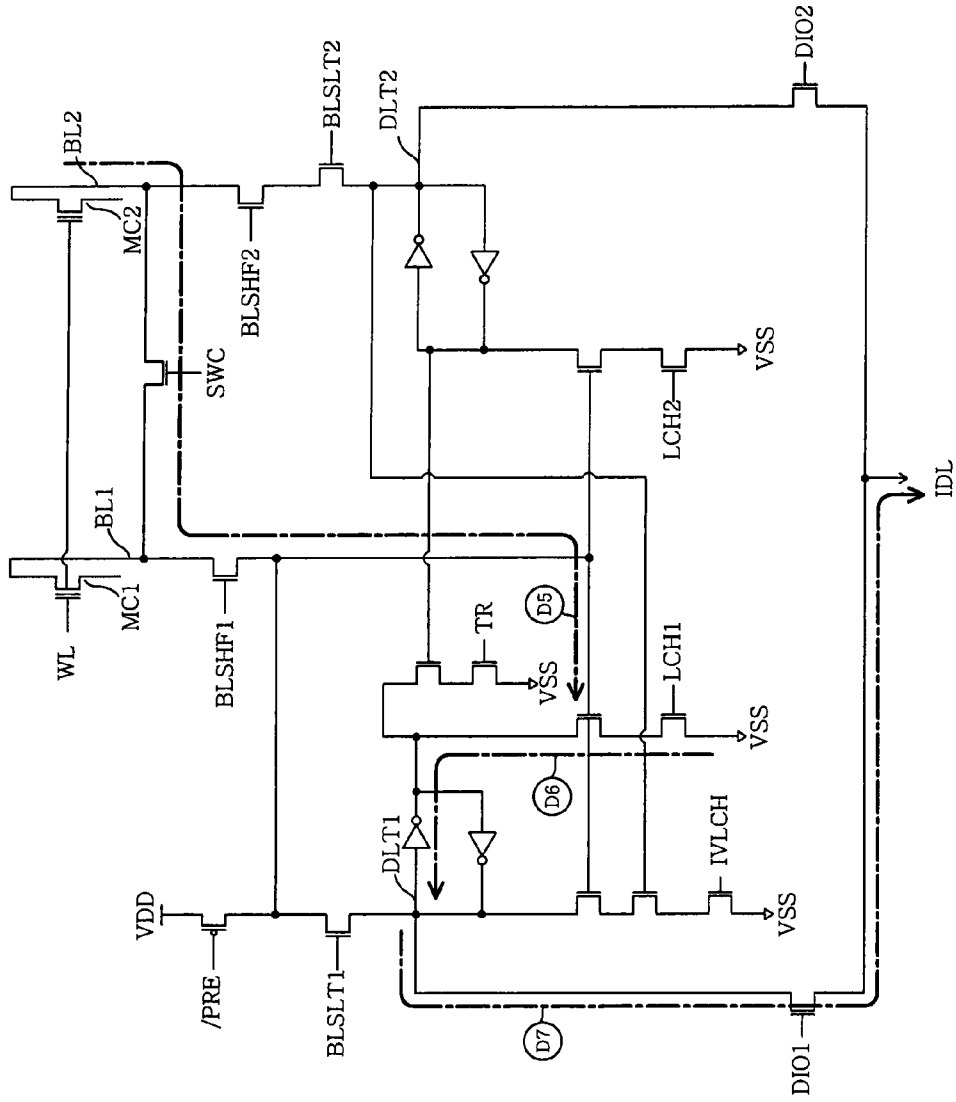 WL
MC1
BL1
MC2
BL2
SWC
BLSHF1
BLSHF2
BLSLT2
VDD
/PRE
BLSLT1
DLT1
DLT2
TR
VSS
D5
LCH1
VSS
D6
IVLCH
VSS
LCH2
VSS
D7
DIO1
DIO2
IDL